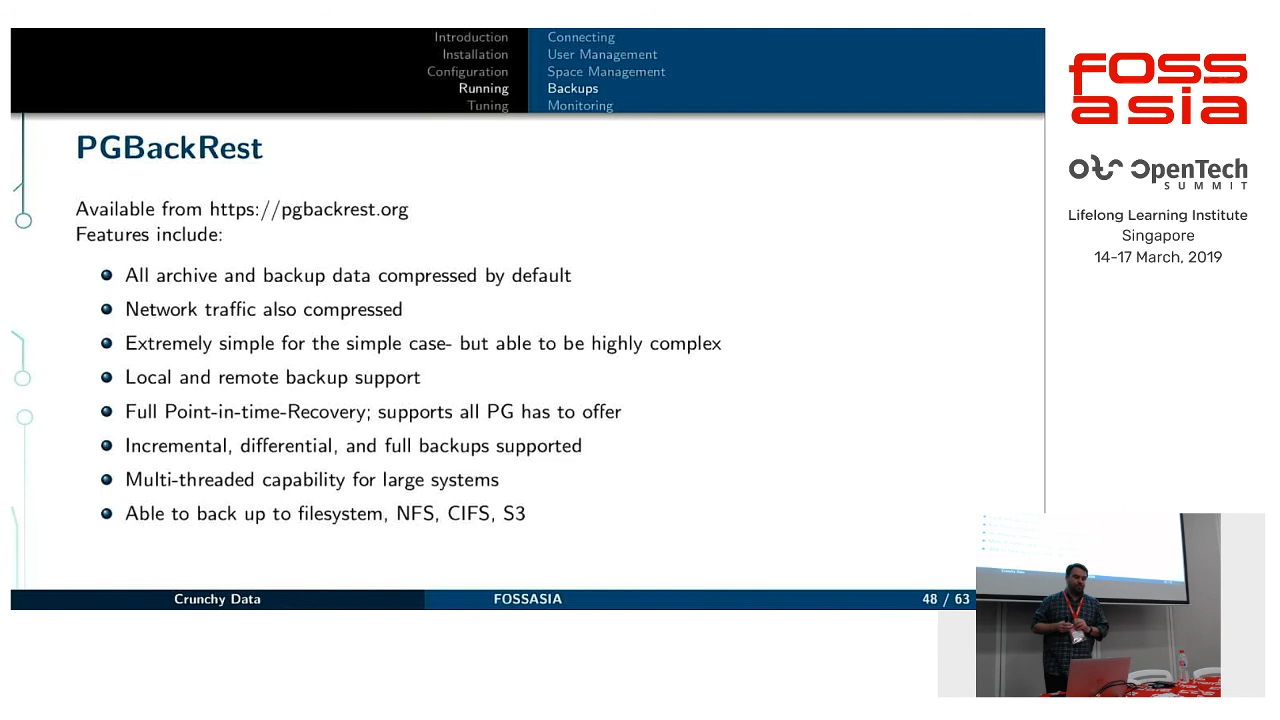 Introduction
Installation
Configuration
Running
Tuning
Connecting
User Management
Space Management
Backups
Monitoring
PGBackRest
Available from https://pgbackrest.org
Features include:
All archive and backup data compressed by default
Network traffic also compressed
Extremely simple for the simple case- but able to be highly complex
Local and remote backup support
Full Point-in-time-Recovery; supports all PG has to offer
Incremental, differential, and full backups supported
Multi-threaded capability for large systems
Able to back up to filesystem, NFS, CIFS, S3
Crunchy Data
FOSSASIA
48 / 63
FOSS
asia
OpenTech
SUMMIT
Lifelong Learning Institute
Singapore
14-17 March, 2019